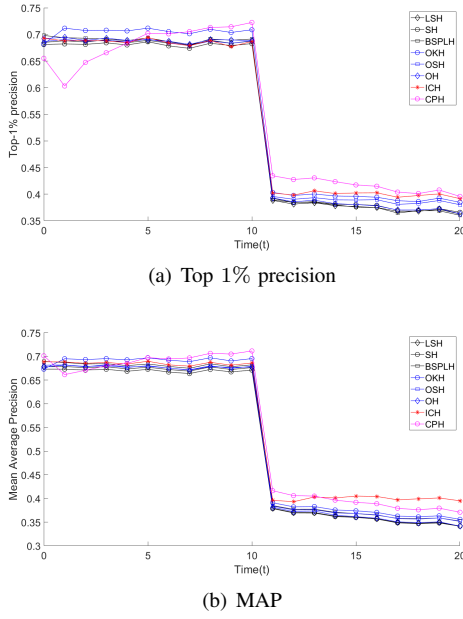 0.75
0.7
0.65
0.6
0.55
0.5
0.45
0.4
0.35
Top-1% precision
0
5
10
15
20
Time(t)
LSH
SH
BSPLH
OKH
OSH
OH
ICH
CPH
(a) Top 1% precision
0.75
0.7
0.65
0.6
0.55
0.5
0.45
0.4
0.35
0.3
Mean Average Precision
0
5
10
15
20
Time(t)
LSH
SH
BSPLH
OKH
OSH
OH
ICH
CPH
(b) MAP